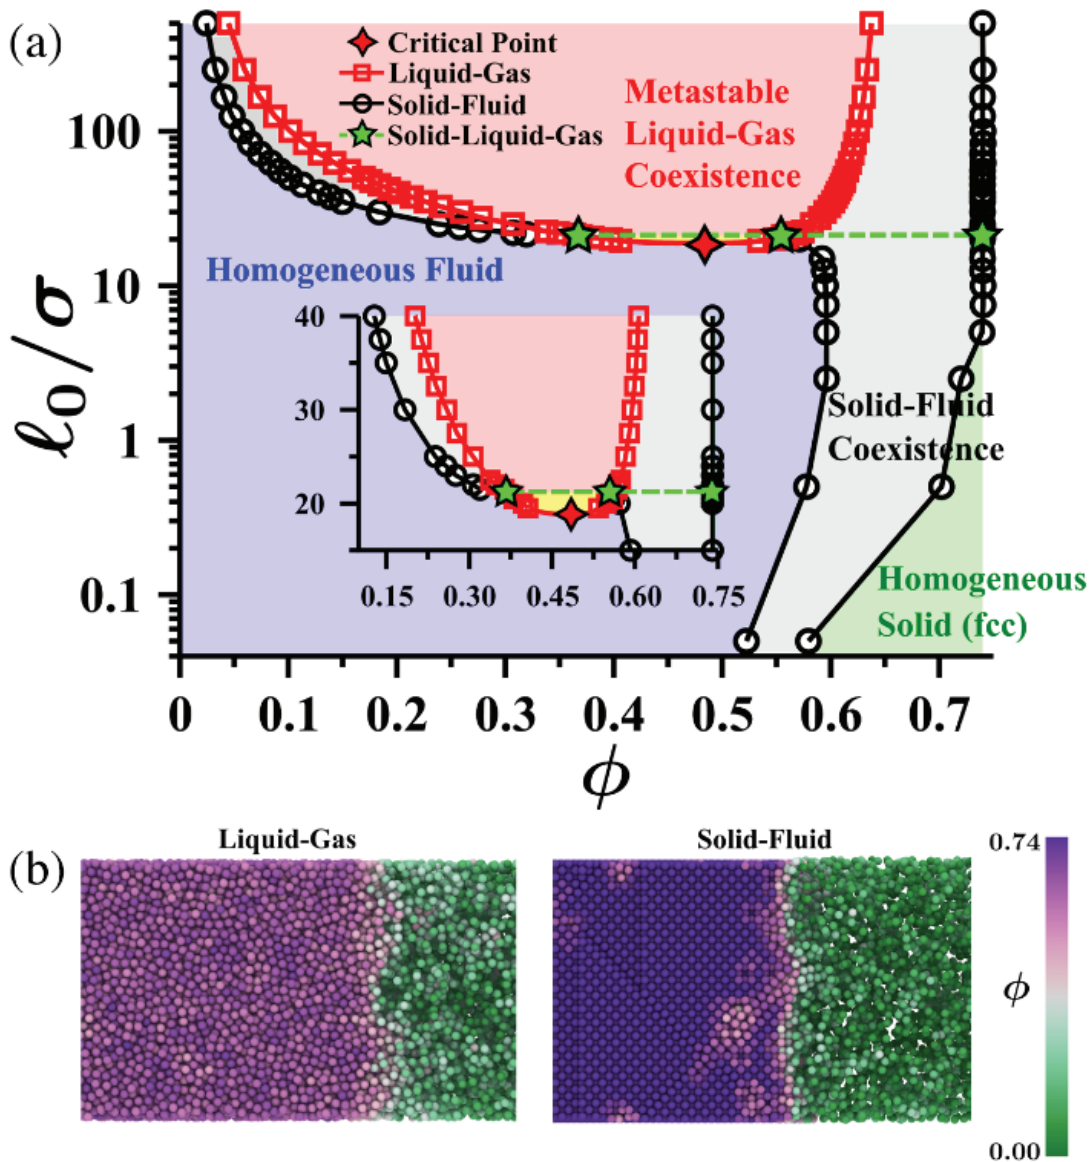 (a)
Critical Point
Liquid-Gas
Solid-Fluid
Solid-Liquid-Gas
Metastable
Liquid-Gas
Coexistence
100
10
1
0.1
ℓ₀/σ
Homogeneous Fluid
40
30
20
0.15 0.30 0.45 0.60 0.75
Solid-Fluid
Coexistence
Homogeneous
Solid (fcc)
0 0.1 0.2 0.3 0.4 0.5 0.6 0.7
ϕ
(b)
Liquid-Gas
Solid-Fluid
0.74
ϕ
0.00